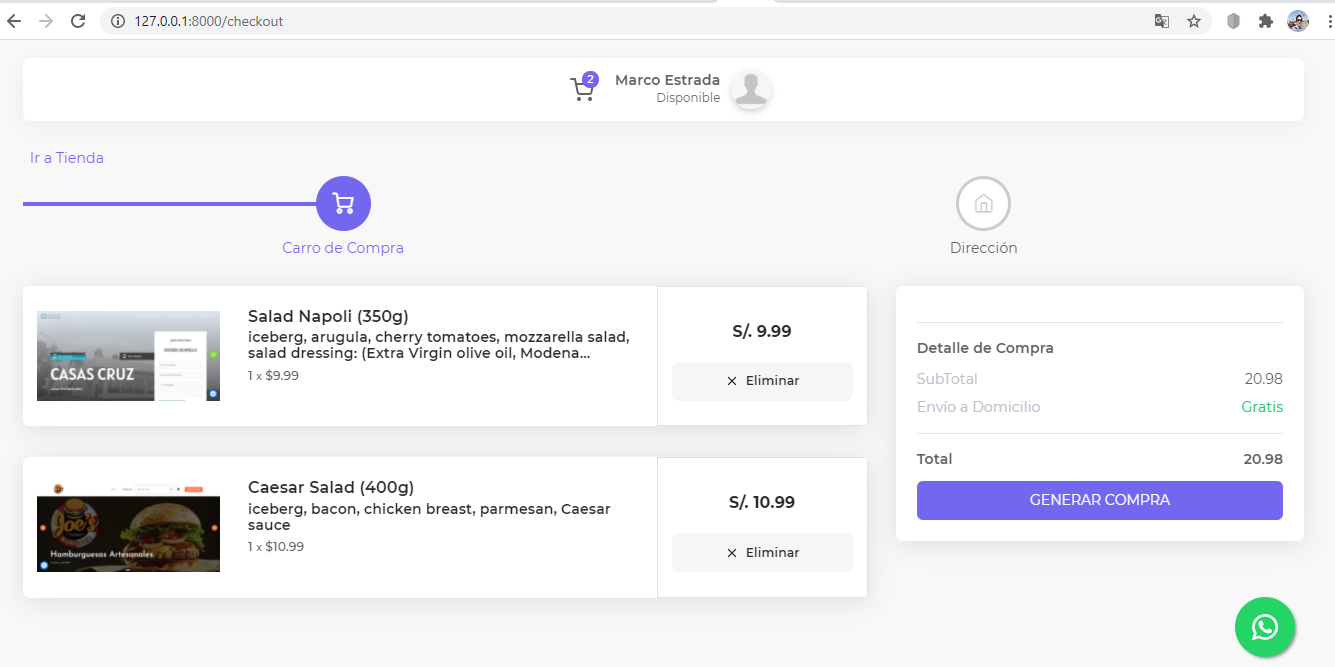 127.0.0.1:8000/checkout
2
Marco Estrada
Disponible
Ir a Tienda
Carro de Compra
Dirección
Salad Napoli (350g)
iceberg, arugula, cherry tomatoes, mozzarella salad,
salad dressing: (Extra Virgin olive oil, Modena...
1 x $9.99
CASAS CRUZ
S/. 9.99
× Eliminar
Caesar Salad (400g)
iceberg, bacon, chicken breast, parmesan, Caesar
sauce
1 x $10.99
Joe's
Hamburguesas Artesanales
S/. 10.99
× Eliminar
Detalle de Compra
SubTotal 20.98
Envío a Domicilio Gratis
Total 20.98
GENERAR COMPRA